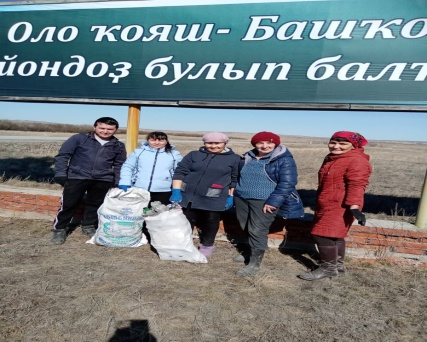 Оло ҡояш- Башҡо
йондоҙ булып балҡ